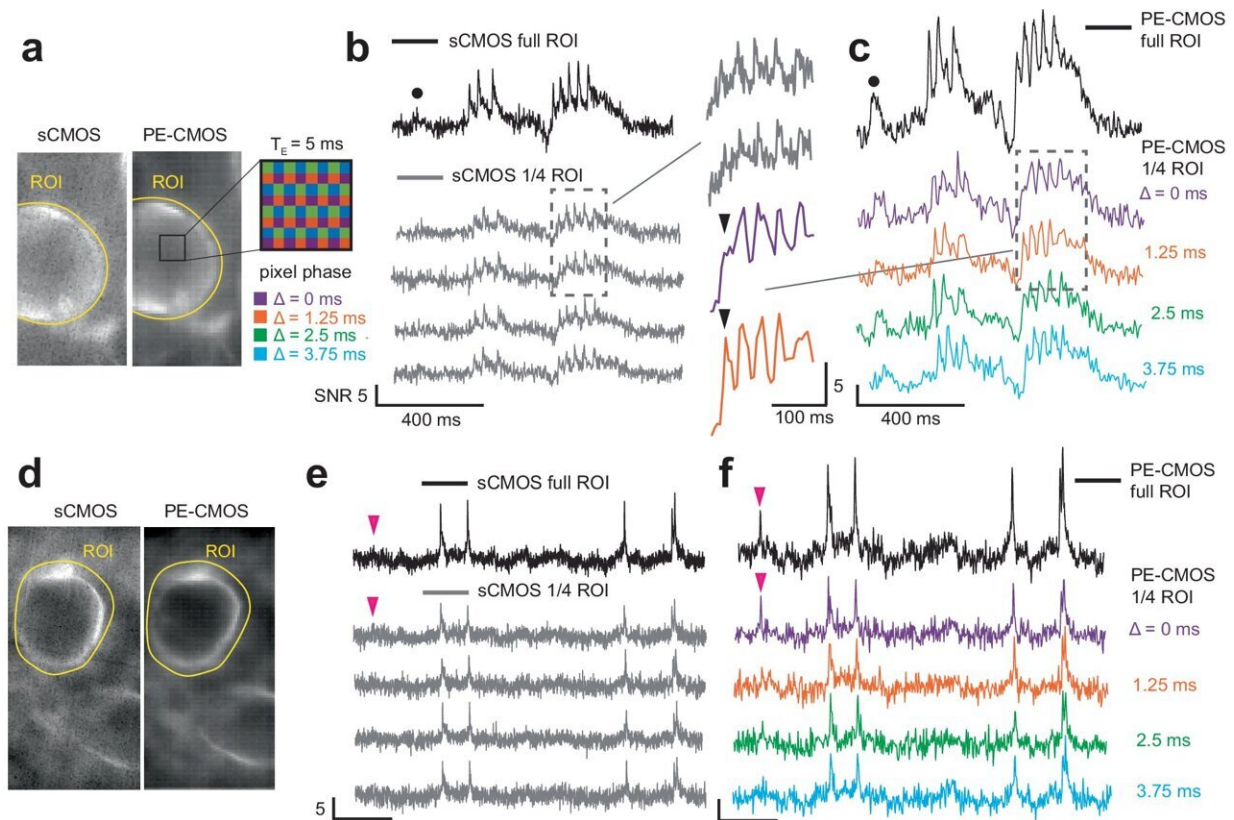 a
sCMOS
PE-CMOS
ROI
T_E = 5 ms
pixel phase
Δ = 0 ms
Δ = 1.25 ms
Δ = 2.5 ms
Δ = 3.75 ms
b
sCMOS full ROI
sCMOS 1/4 ROI
SNR 5
400 ms
5
100 ms
c
PE-CMOS
full ROI
PE-CMOS
1/4 ROI
Δ = 0 ms
1.25 ms
2.5 ms
3.75 ms
400 ms
d
sCMOS
PE-CMOS
ROI
ROI
e
sCMOS full ROI
sCMOS 1/4 ROI
5
f
PE-CMOS
full ROI
PE-CMOS
1/4 ROI
Δ = 0 ms
1.25 ms
2.5 ms
3.75 ms